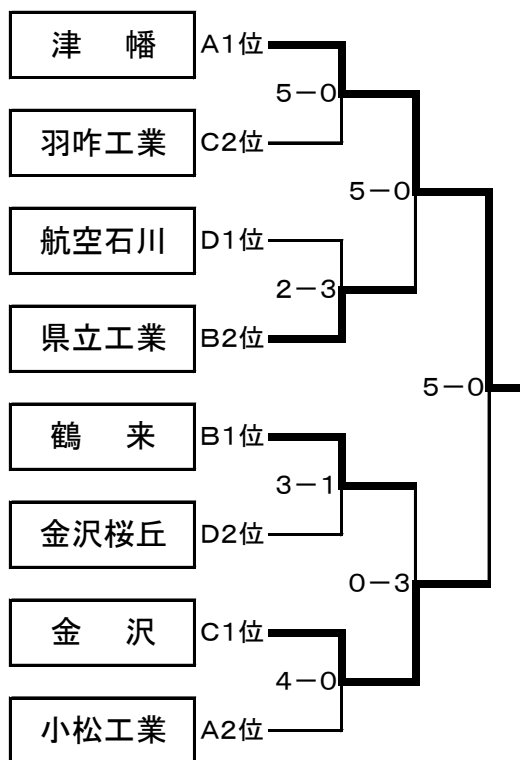 津　幡 A1位
5－0
羽咋工業 C2位
5－0
航空石川 D1位
2－3
県立工業 B2位
5－0
鶴　来 B1位
3－1
金沢桜丘 D2位
0－3
金　沢 C1位
4－0
小松工業 A2位